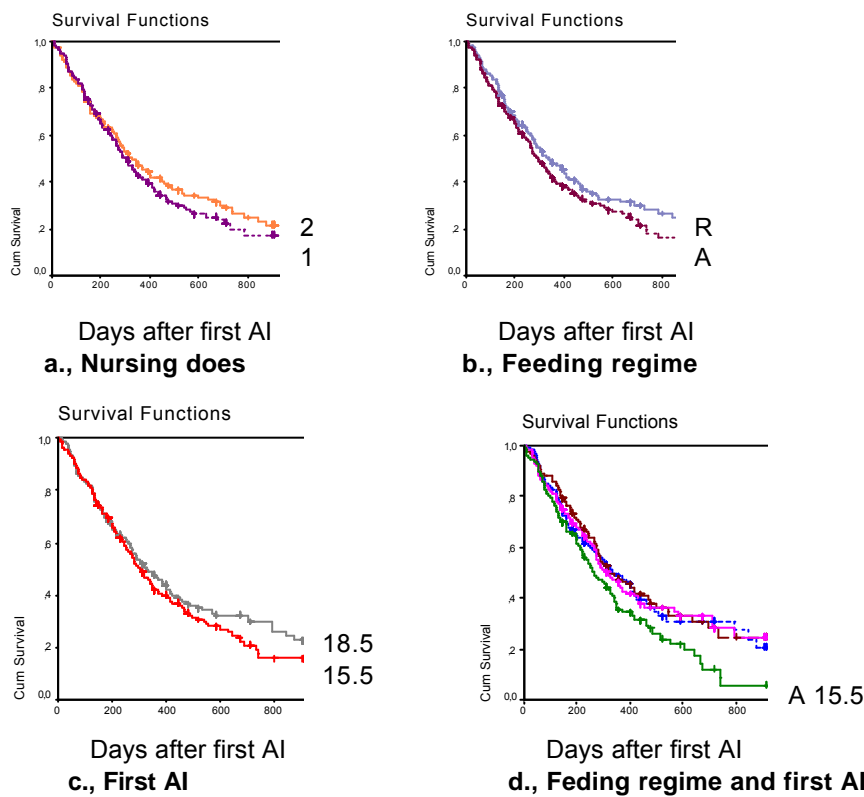 Survival Functions
1,0
,8
,6
,4
,2
0,0
Cum Survival
0
200
400
600
800
2
1
Days after first AI
a., Nursing does
Survival Functions
1,0
,8
,6
,4
,2
0,0
Cum Survival
0
200
400
600
800
R
A
Days after first AI
b., Feeding regime
Survival Functions
1,0
,8
,6
,4
,2
0,0
Cum Survival
0
200
400
600
800
18.5
15.5
Days after first AI
c., First AI
Survival Functions
1,0
,8
,6
,4
,2
0,0
Cum Survival
0
200
400
600
800
A 15.5
Days after first AI
d., Feding regime and first AI